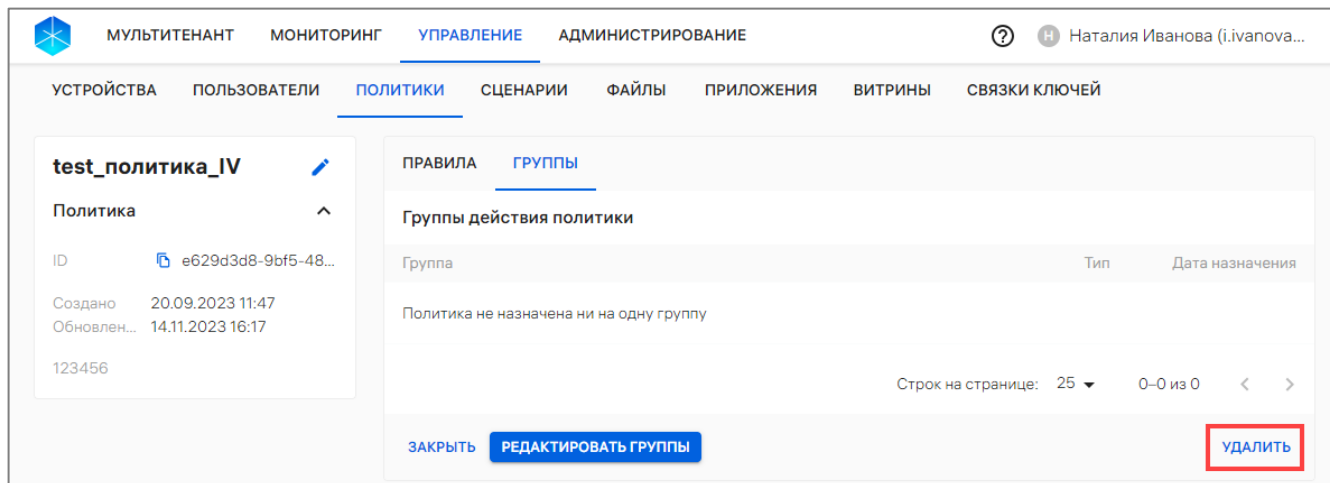 МУЛЬТИТЕНАНТ МОНИТОРИНГ УПРАВЛЕНИЕ АДМИНИСТРИРОВАНИЕ Н Наталия Иванова (i.ivanova...
УСТРОЙСТВА ПОЛЬЗОВАТЕЛИ ПОЛИТИКИ СЦЕНАРИИ ФАЙЛЫ ПРИЛОЖЕНИЯ ВИТРИНЫ СВЯЗКИ КЛЮЧЕЙ
test_политика_IV
Политика
ID e629d3d8-9bf5-48...
Создано 20.09.2023 11:47
Обновлен... 14.11.2023 16:17
123456
ПРАВИЛА ГРУППЫ
Группы действия политики
Группа Тип Дата назначения
Политика не назначена ни на одну группу
Строк на странице: 25 0–0 из 0
ЗАКРЫТЬ РЕДАКТИРОВАТЬ ГРУППЫ УДАЛИТЬ